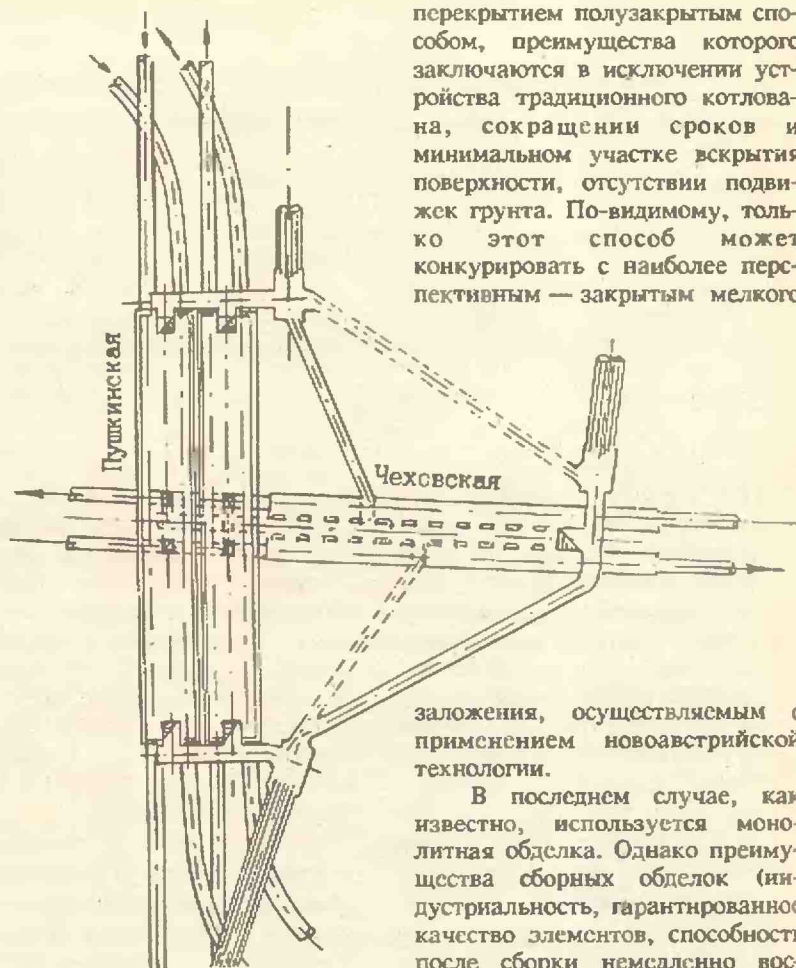 перекрытием полузакрытым спо-
собом, преимущества которого
заключаются в исключении уст-
ройства традиционного котлова-
на, сокращении сроков и
минимальном участке вскрытия
поверхности, отсутствии подви-
жек грунта. По-видимому, толь-
ко этот способ может
конкурировать с наиболее перс-
пективным — закрытым мелкого
Пушкинская
Чеховская
заложения, осуществляемым с
применением новоавстрийской
технологии.
В последнем случае, как
известно, используется моно-
литная обделка. Однако преиму-
щества сборных обделок (ин-
дустриальность, гарантированное
качество элементов, способность
после сборки немедленно вос-